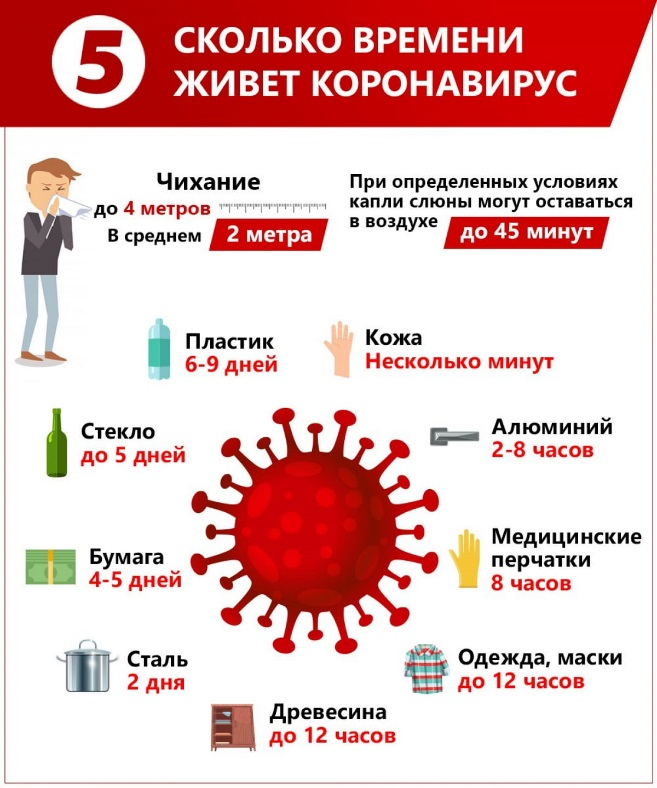 5
СКОЛЬКО ВРЕМЕНИ
ЖИВЕТ КОРОНАВИРУС
Чихание
до 4 метров
В среднем 2 метра
При определенных условиях
капли слюны могут оставаться
в воздухе до 45 минут
Пластик
6-9 дней
Кожа
Несколько минут
Стекло
до 5 дней
Алюминий
2-8 часов
Бумага
4-5 дней
Медицинские
перчатки
8 часов
Сталь
2 дня
Одежда, маски
до 12 часов
Древесина
до 12 часов